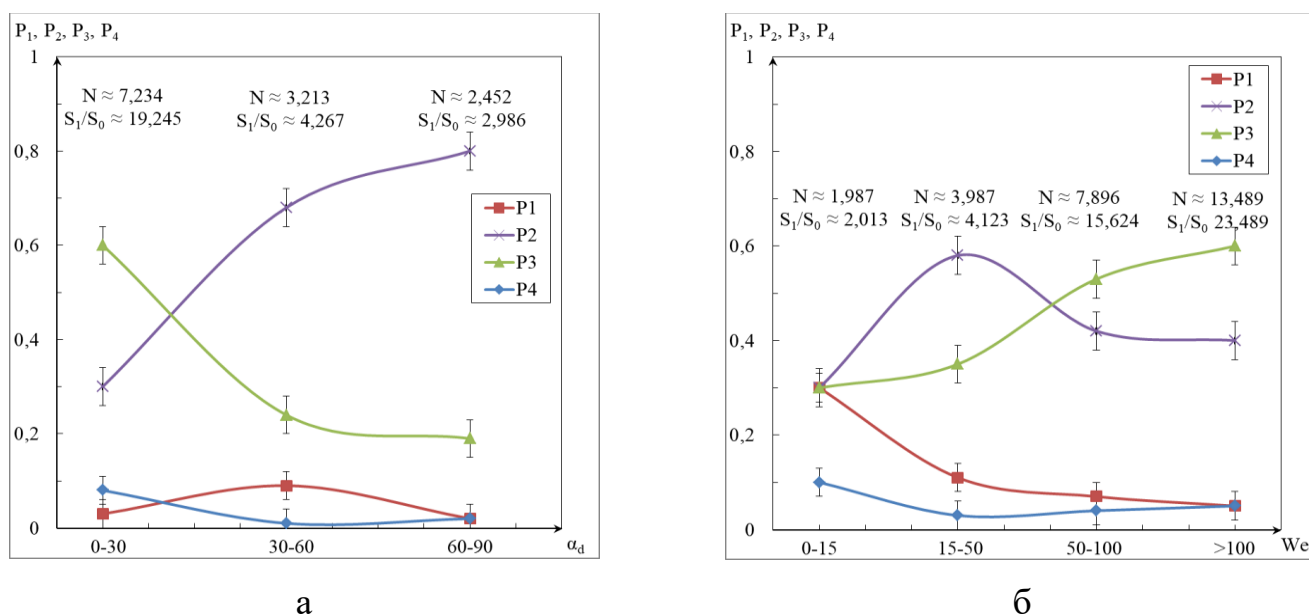 P₁, P₂, P₃, P₄
1
N ≈ 7,234
S₁/S₀ ≈ 19,245
N ≈ 3,213
S₁/S₀ ≈ 4,267
N ≈ 2,452
S₁/S₀ ≈ 2,986
0,8
0,6
0,4
0,2
0
P1
P2
P3
P4
0-30
30-60
60-90
α_d
а
P₁, P₂, P₃, P₄
1
P1
P2
P3
P4
0,8
N ≈ 1,987
S₁/S₀ ≈ 2,013
N ≈ 3,987
S₁/S₀ ≈ 4,123
N ≈ 7,896
S₁/S₀ ≈ 15,624
N ≈ 13,489
S₁/S₀ 23,489
0,6
0,4
0,2
0
0-15
15-50
50-100
>100
We
б